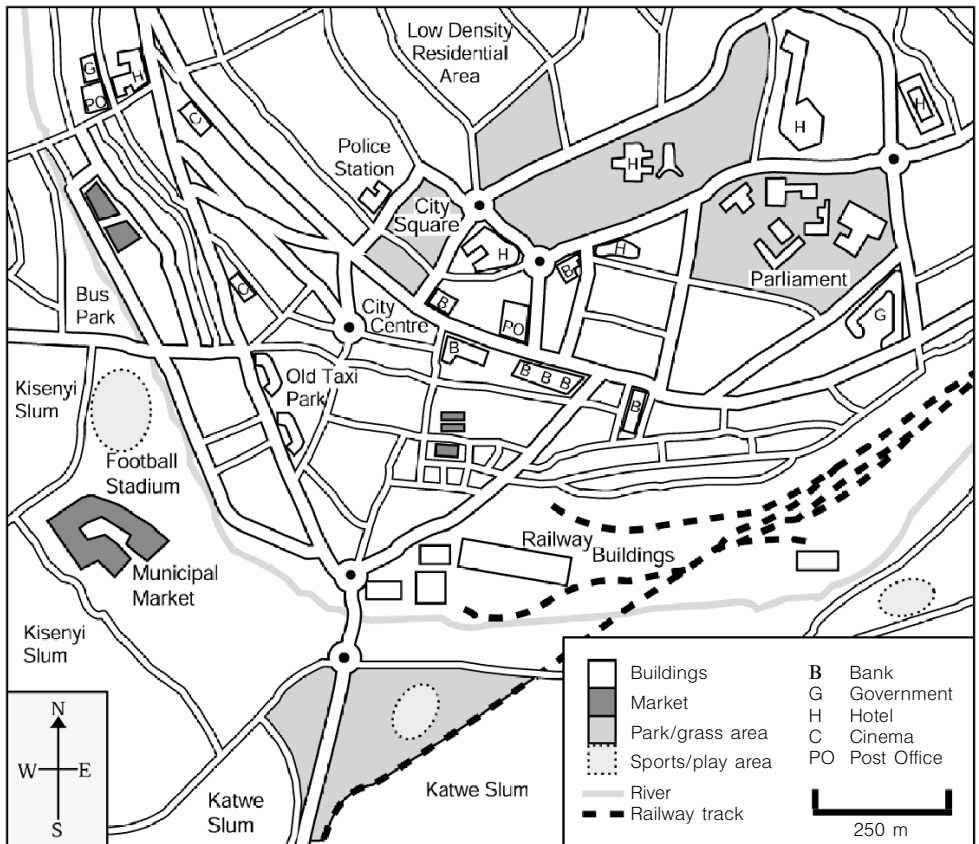 Low Density
Residential
Area
G
H
PO
C
H
H
Police
Station
H
City
Square
H
H
B
Parliament
C
Bus
Park
City
Centre
B
PO
G
B
B B B
Kisenyi
Slum
Old Taxi
Park
B
Football
Stadium
Municipal
Market
Railway
Buildings
Kisenyi
Slum
Katwe
Slum
Katwe Slum
N
W E
S
Buildings
Market
Park/grass area
Sports/play area
River
Railway track
B Bank
G Government
H Hotel
C Cinema
PO Post Office
250 m